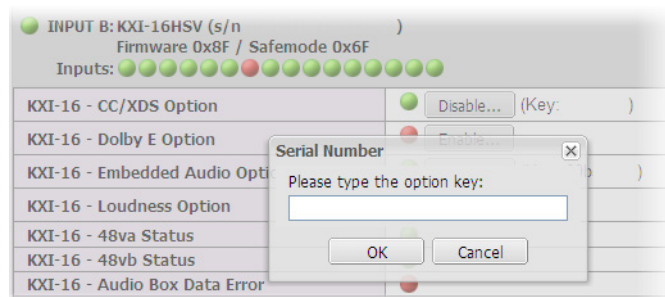 INPUT B: KXI-16HSV (s/n )
Firmware 0x8F / Safemode 0x6F
Inputs:
KXI-16 - CC/XDS Option Disable... (Key: )
KXI-16 - Dolby E Option Enable...
Serial Number
KXI-16 - Embedded Audio Opti )
Please type the option key:
KXI-16 - Loudness Option
KXI-16 - 48va Status
OK Cancel
KXI-16 - 48vb Status
KXI-16 - Audio Box Data Error